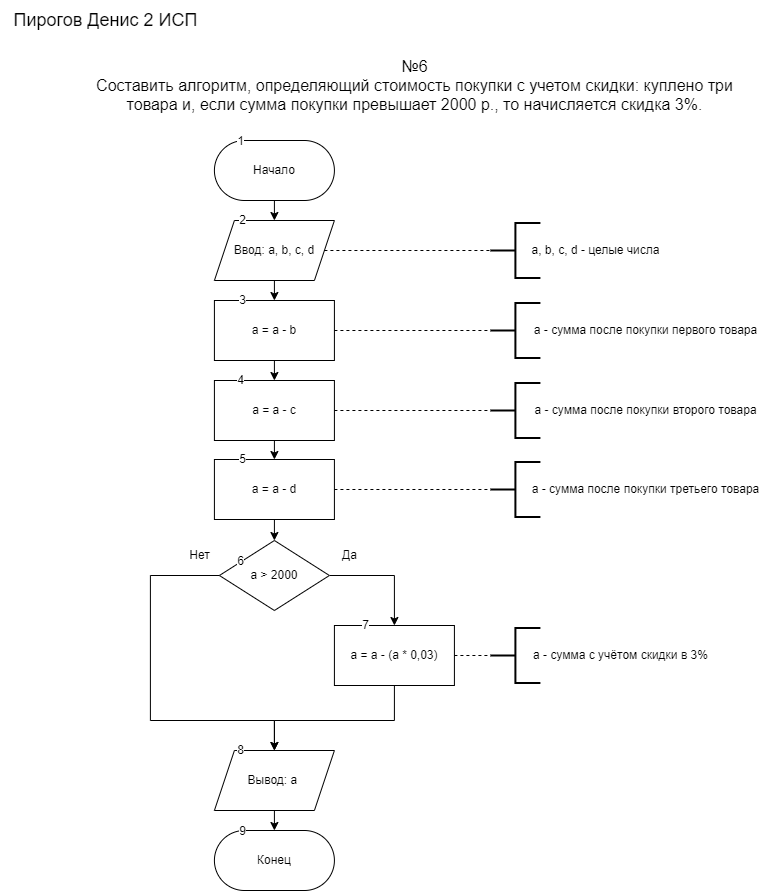 Пирогов Денис 2 ИСП
№6
Составить алгоритм, определяющий стоимость покупки с учетом скидки: куплено три
товара и, если сумма покупки превышает 2000 р., то начисляется скидка 3%.
1
Начало
2
Ввод: a, b, c, d
a, b, c, d - целые числа
3
a = a - b
a - сумма после покупки первого товара
4
a = a - c
a - сумма после покупки второго товара
5
a = a - d
a - сумма после покупки третьего товара
Нет
6
Да
a > 2000
7
a = a - (a * 0,03)
a - сумма с учётом скидки в 3%
8
Вывод: a
9
Конец